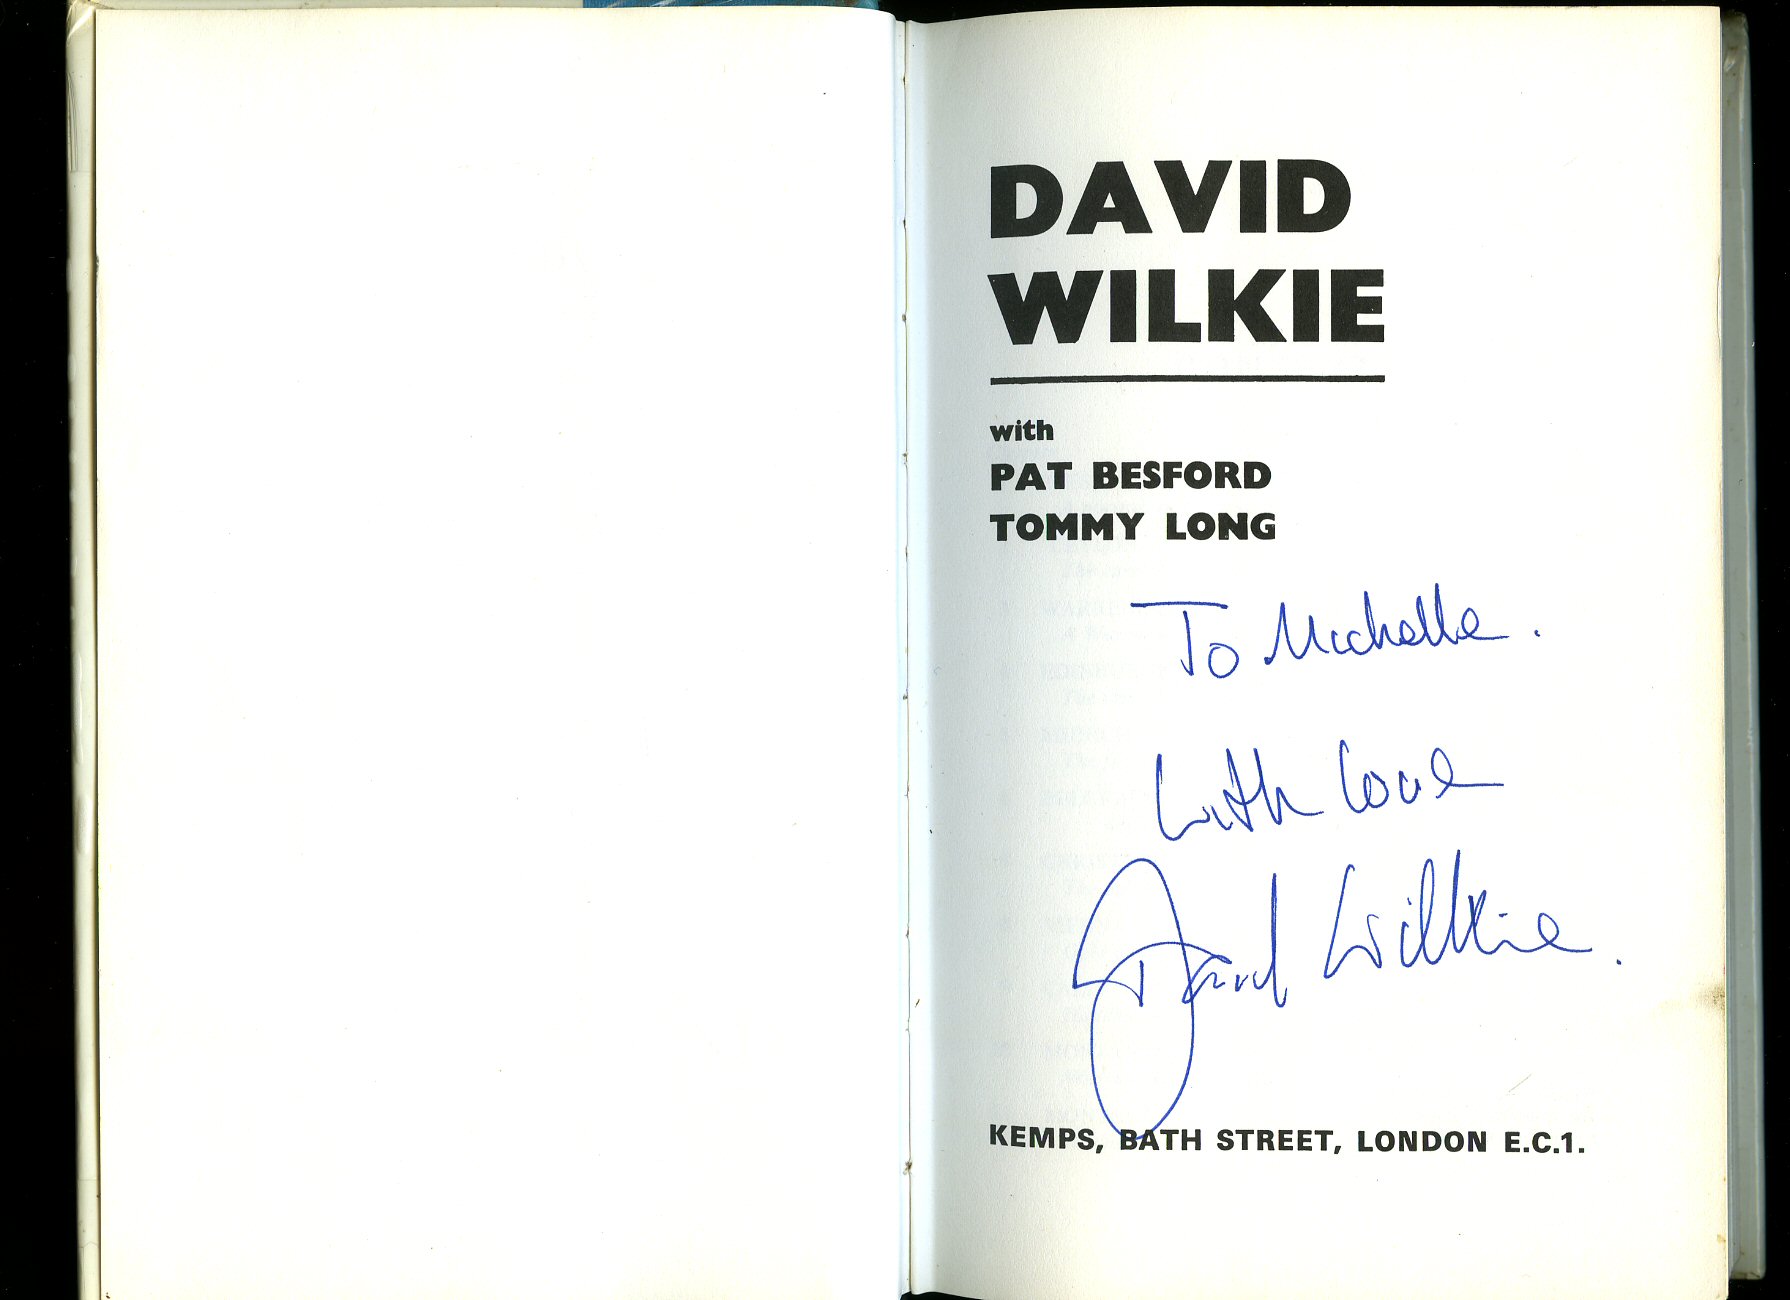 DAVID
WILKIE
with
PAT BESFORD
TOMMY LONG
To Michelle.
With love
David Wilkie.
KEMPS, BATH STREET, LONDON E.C.1.